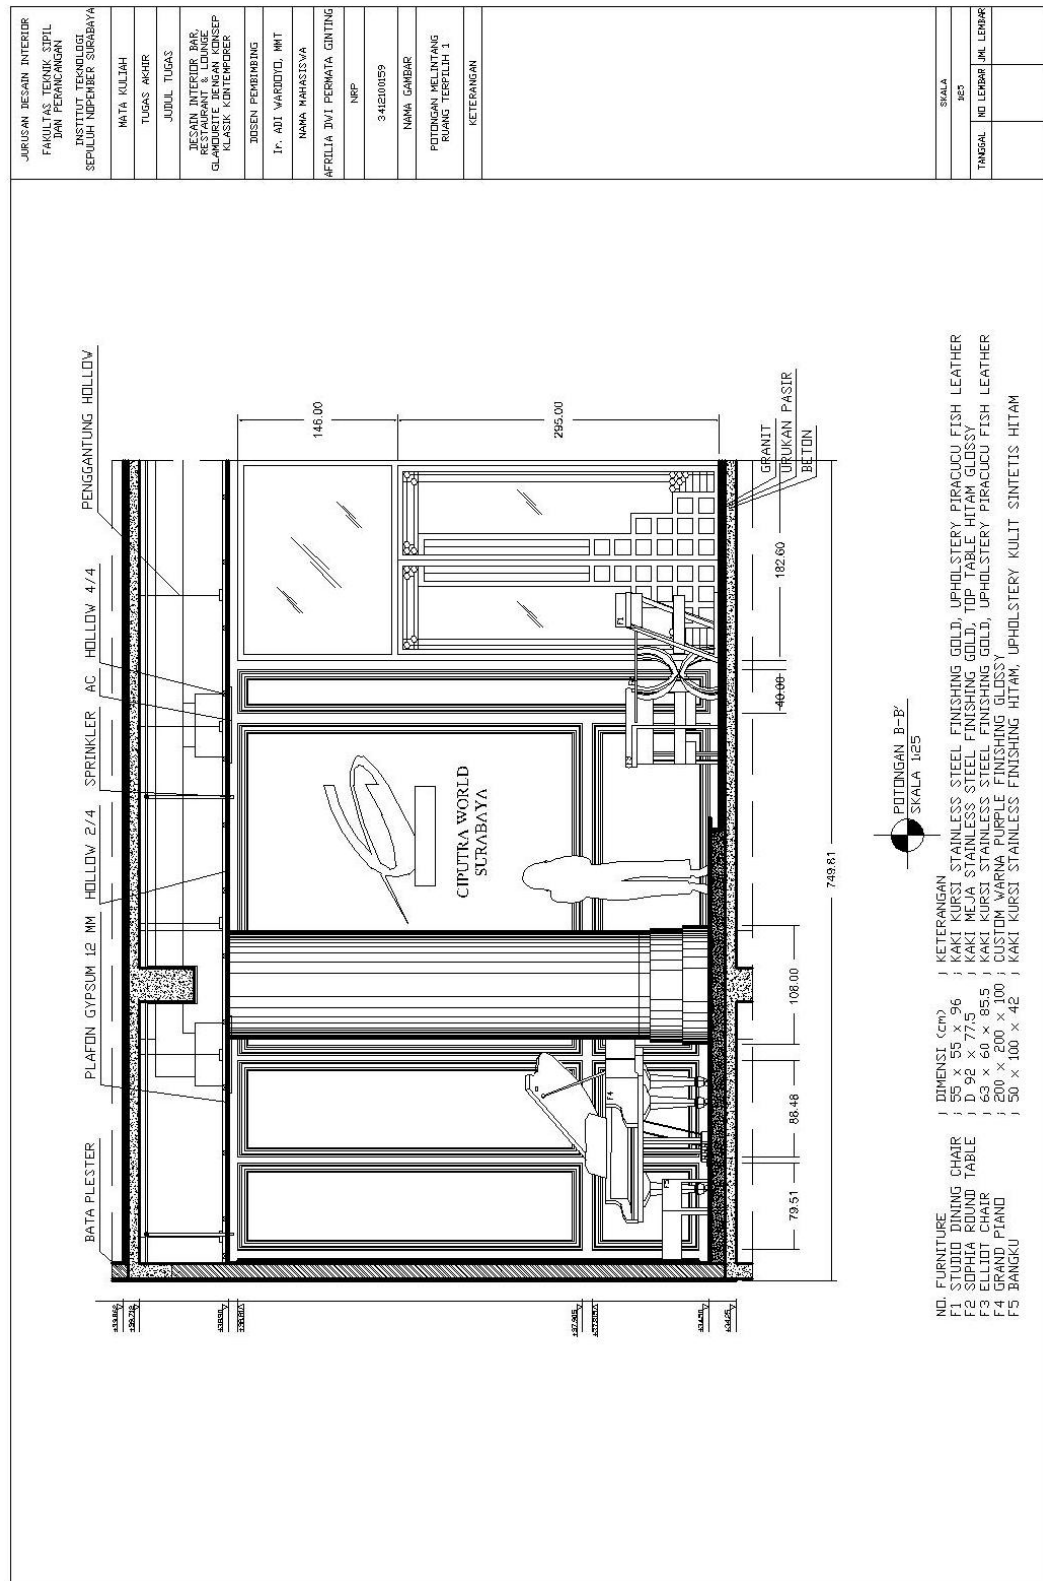 JURUSAN DESAIN INTERIOR
FAKULTAS TEKNIK SIPIL
DAN PERANCANGAN
INSTITUT TEKNOLOGI
SEPULUH NOPEMBER SURABAYA
MATA KULIAH
TUGAS AKHIR
JUDUL TUGAS
DESAIN INTERIOR BAR,
RESTAURANT & LOUNGE
GLAMOURITE DENGAN KONSEP
KLASIK KONTEMPORER
DOSEN PEMBIMBING
Ir. ADI WARDOYO, MMT
NAMA MAHASISWA
AFRILIA DWI PERMATA GINTING
NRP
3412100159
NAMA GAMBAR
POTONGAN MELINTANG
RUANG TERPILIH 1
KETERANGAN
SKALA
1:25
TANGGAL
NO LEMBAR
JML LEMBAR
BATA PLESTER
PLAFON GYPSUM 12 MM
HOLLOW 2/4
SPRINKLER
AC
HOLLOW 4/4
PENGANTUNG HOLLOW
146.00
295.00
CIPUTRA WORLD
SURABAYA
F1
F3
F4
F5
GRANIT
URUKAN PASIR
BETON
79.51
88.48
108.00
40.00
182.60
749.81
POTONGAN B-B'
SKALA 1:25
NO. FURNITURE ; DIMENSI (cm) ; KETERANGAN
F1 STUDIO DINING CHAIR ; 55 x 55 x 96 ; KAKI KURSI STAINLESS STEEL FINISHING GOLD, UPHOLSTERY PIRACUCU FISH LEATHER
F2 SOPHIA ROUND TABLE ; D 92 x 77.5 ; KAKI MEJA STAINLESS STEEL FINISHING GOLD, TOP TABLE HITAM GLOSSY
F3 ELLIOT CHAIR ; 63 x 60 x 85.5 ; KAKI KURSI STAINLESS STEEL FINISHING GOLD, UPHOLSTERY PIRACUCU FISH LEATHER
F4 GRAND PIANO ; 200 x 200 x 100 ; CUSTOM WARNA PURPLE FINISHING GLOSSY
F5 BANGKU ; 50 x 100 x 42 ; KAKI KURSI STAINLESS FINISHING HITAM, UPHOLSTERY KULIT SINTETIS HITAM